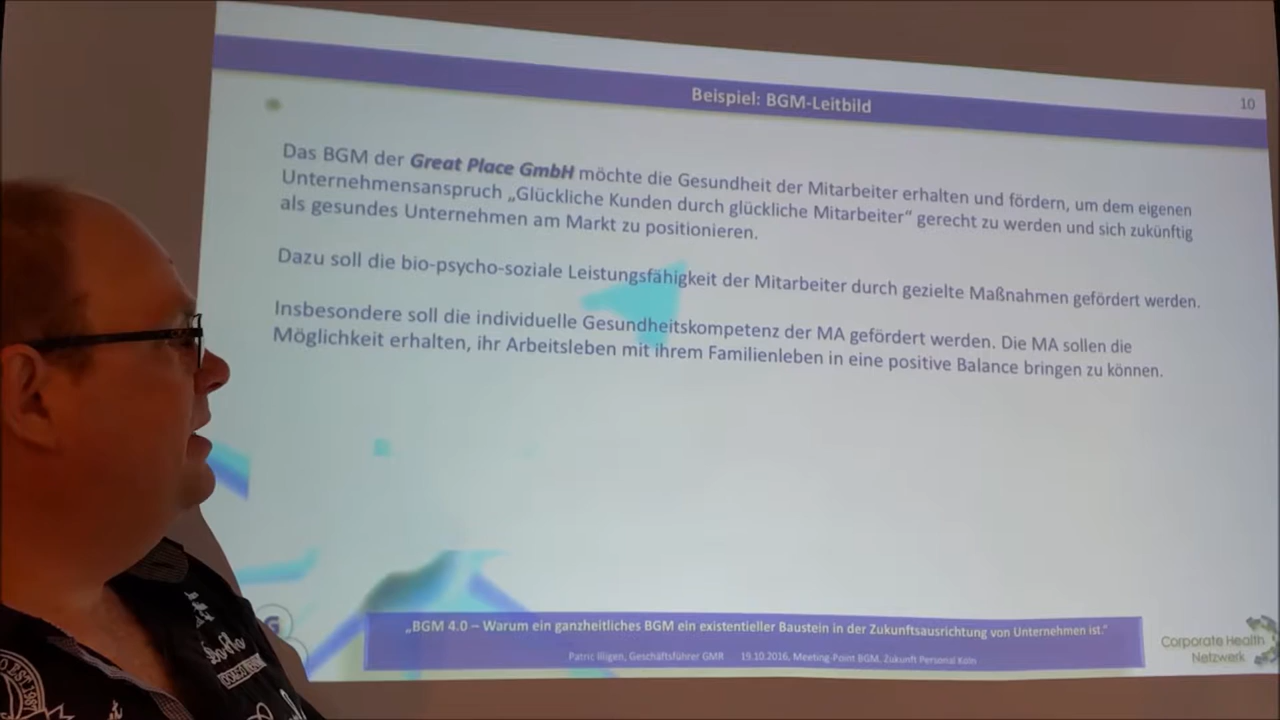 Beispiel: BGM-Leitbild
10
Das BGM der Great Place GmbH möchte die Gesundheit der Mitarbeiter erhalten und fördern, um dem eigenen
Unternehmensanspruch „Glückliche Kunden durch glückliche Mitarbeiter“ gerecht zu werden und sich zukünftig
als gesundes Unternehmen am Markt zu positionieren.
Dazu soll die bio-psycho-soziale Leistungsfähigkeit der Mitarbeiter durch gezielte Maßnahmen gefördert werden.
Insbesondere soll die individuelle Gesundheitskompetenz der MA gefördert werden. Die MA sollen die
Möglichkeit erhalten, ihr Arbeitsleben mit ihrem Familienleben in eine positive Balance bringen zu können.
„BGM 4.0 – Warum ein ganzheitliches BGM ein existentieller Baustein in der Zukunftsausrichtung von Unternehmen ist.“
Patric Illigen, Geschäftsführer GMR 19.10.2016, Meeting-Point BGM, Zukunft Personal Köln
Corporate Health
Netzwerk
G